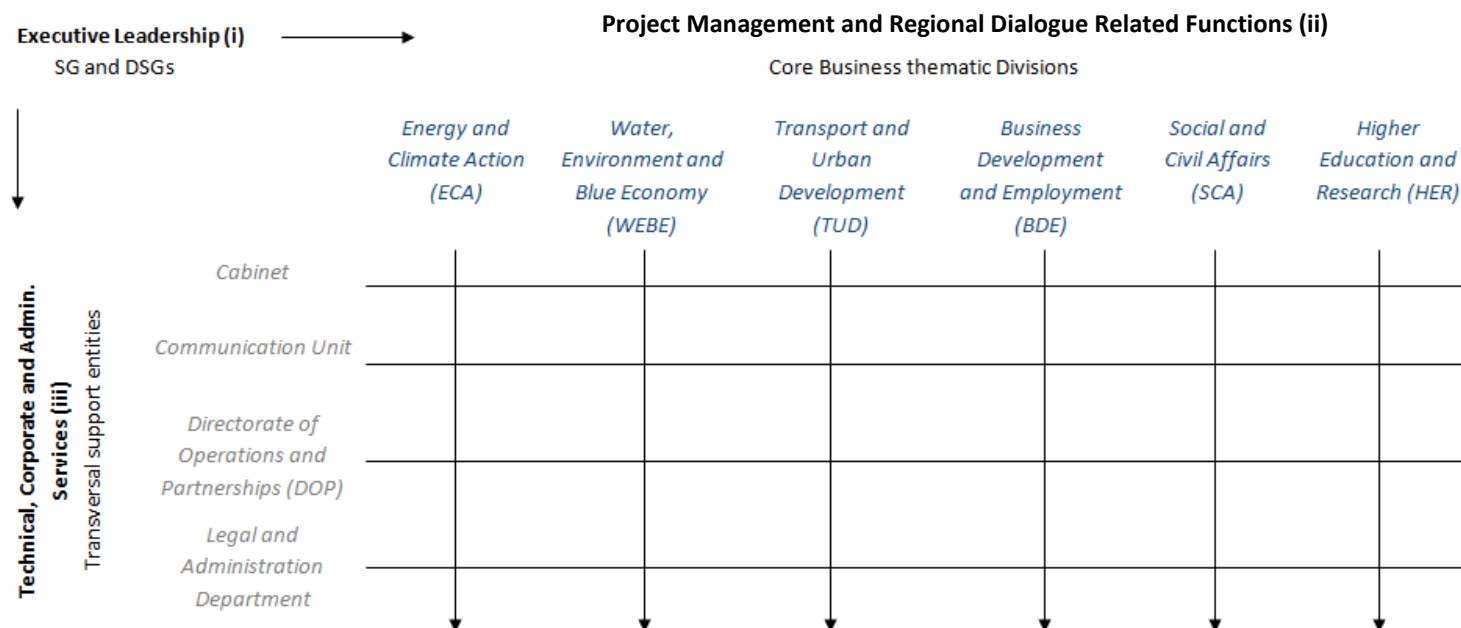 Project Management and Regional Dialogue Related Functions (ii)
Executive Leadership (i)
SG and DSGs
Core Business thematic Divisions
Energy and
Climate Action
(ECA)
Water,
Environment and
Blue Economy
(WEBE)
Transport and
Urban
Development
(TUD)
Business
Development
and Employment
(BDE)
Social and
Civil Affairs
(SCA)
Higher
Education and
Research (HER)
Technical, Corporate and Admin.
Services (iii)
Transversal support entities
Cabinet
Communication Unit
Directorate of
Operations and
Partnerships (DOP)
Legal and
Administration
Department